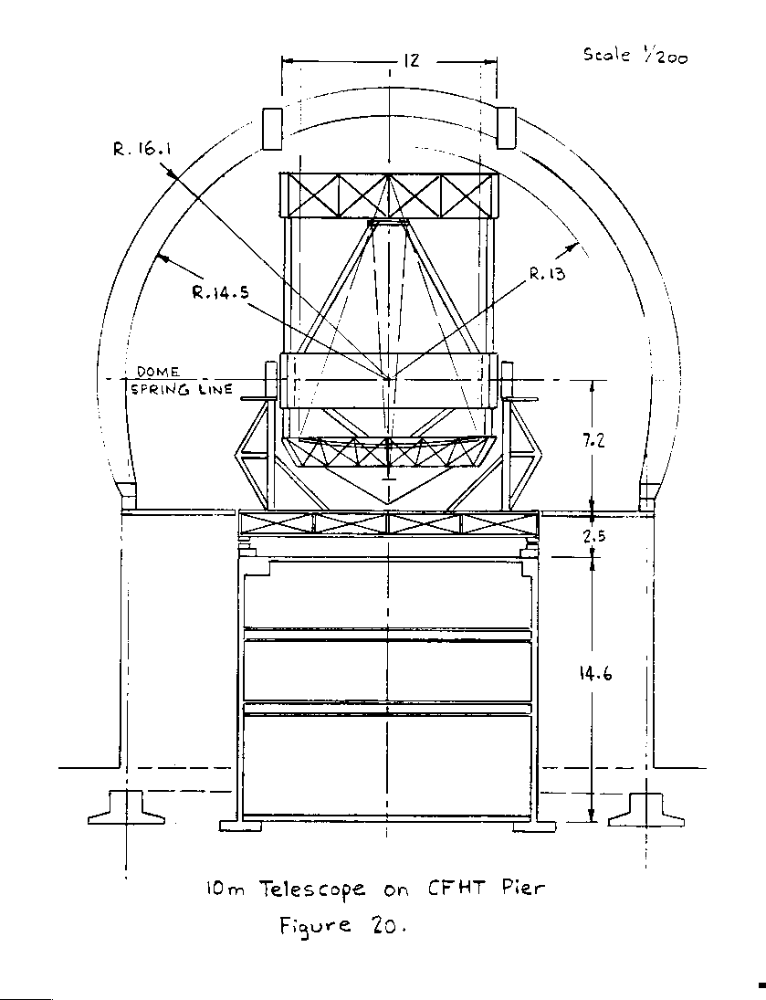 12
Scale 1/200
R. 16.1
R. 14.5
R. 13
DOME
SPRING LINE
7.2
2.5
14.6
10m Telescope on CFHT Pier
Figure 20.